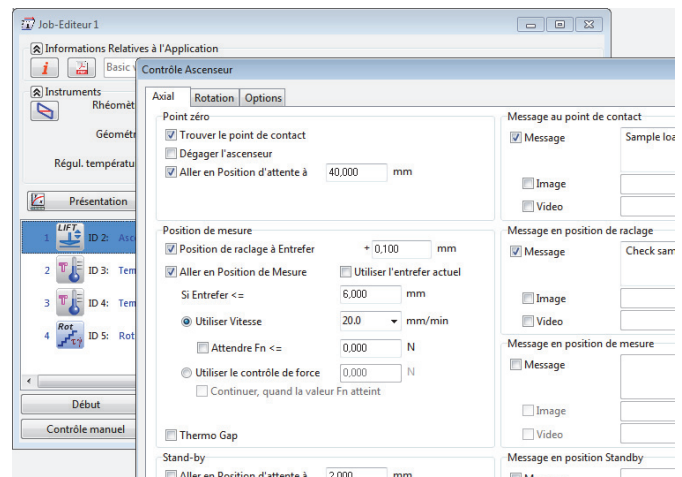 Job-Editeur 1
Informations Relatives à l'Application
Basic
Instruments
Régul.
Présentation
1 LIFT ID 2:
2 T ID 3:
3 T ID 4:
4 Rot ID 5: Rot
Début
Contrôle manuel
Contrôle Ascenseur
Axial Rotation Options
Point zéro
Trouver le point de contact
Dégager l'ascenseur
Aller en Position d'attente à 40,000 mm
Position de mesure
Position de raclage à Entrefer + 0,100 mm
Aller en Position de Mesure Utiliser l'entrefer actuel
Si Entrefer <= 6,000 mm
Utiliser Vitesse 20.0 mm/min
Attendre Fn <= 0,000 N
Utiliser le contrôle de force 0,000 N
Continuer, quand la valeur Fn atteint
Thermo Gap
Stand-by
Aller en Position d'attente à 2,000 mm
Message au point de contact
Message Sample
Image
Video
Message en position de raclage
Message Check
Image
Video
Message en position de mesure
Message
Image
Video
Message en position Standby
Message